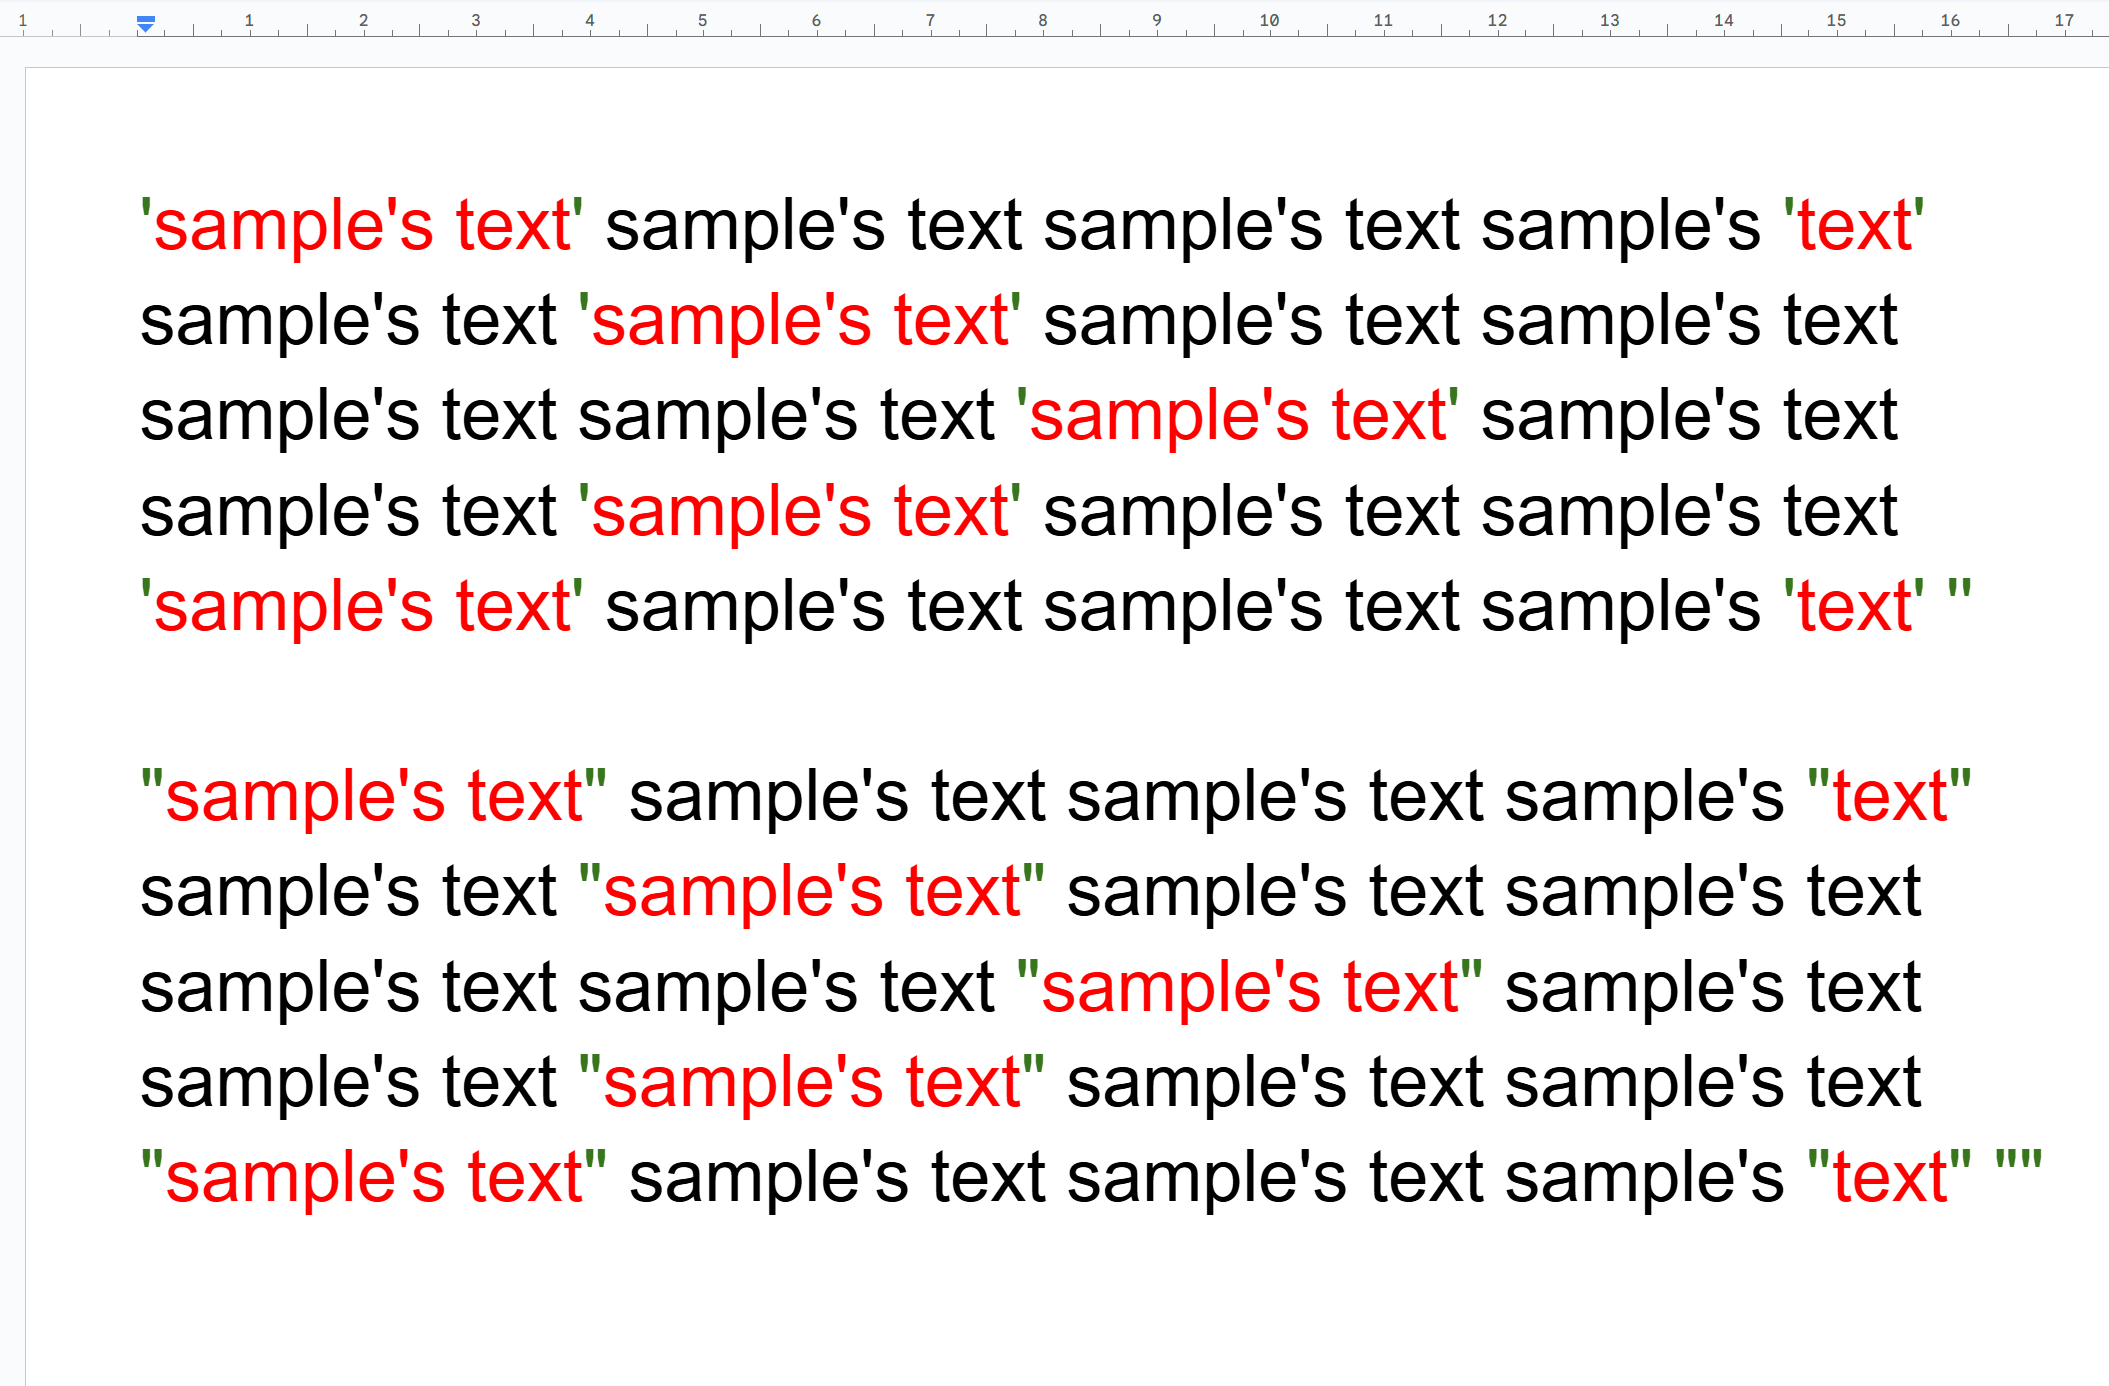 1 1 2 3 4 5 6 7 8 9 10 11 12 13 14 15 16 17
'sample's text' sample's text sample's text sample's 'text'
sample's text 'sample's text' sample's text sample's text
sample's text sample's text 'sample's text' sample's text
sample's text 'sample's text' sample's text sample's text
'sample's text' sample's text sample's text sample's 'text' ''
"sample's text" sample's text sample's text sample's "text"
sample's text "sample's text" sample's text sample's text
sample's text sample's text "sample's text" sample's text
sample's text "sample's text" sample's text sample's text
"sample's text" sample's text sample's text sample's "text" ""